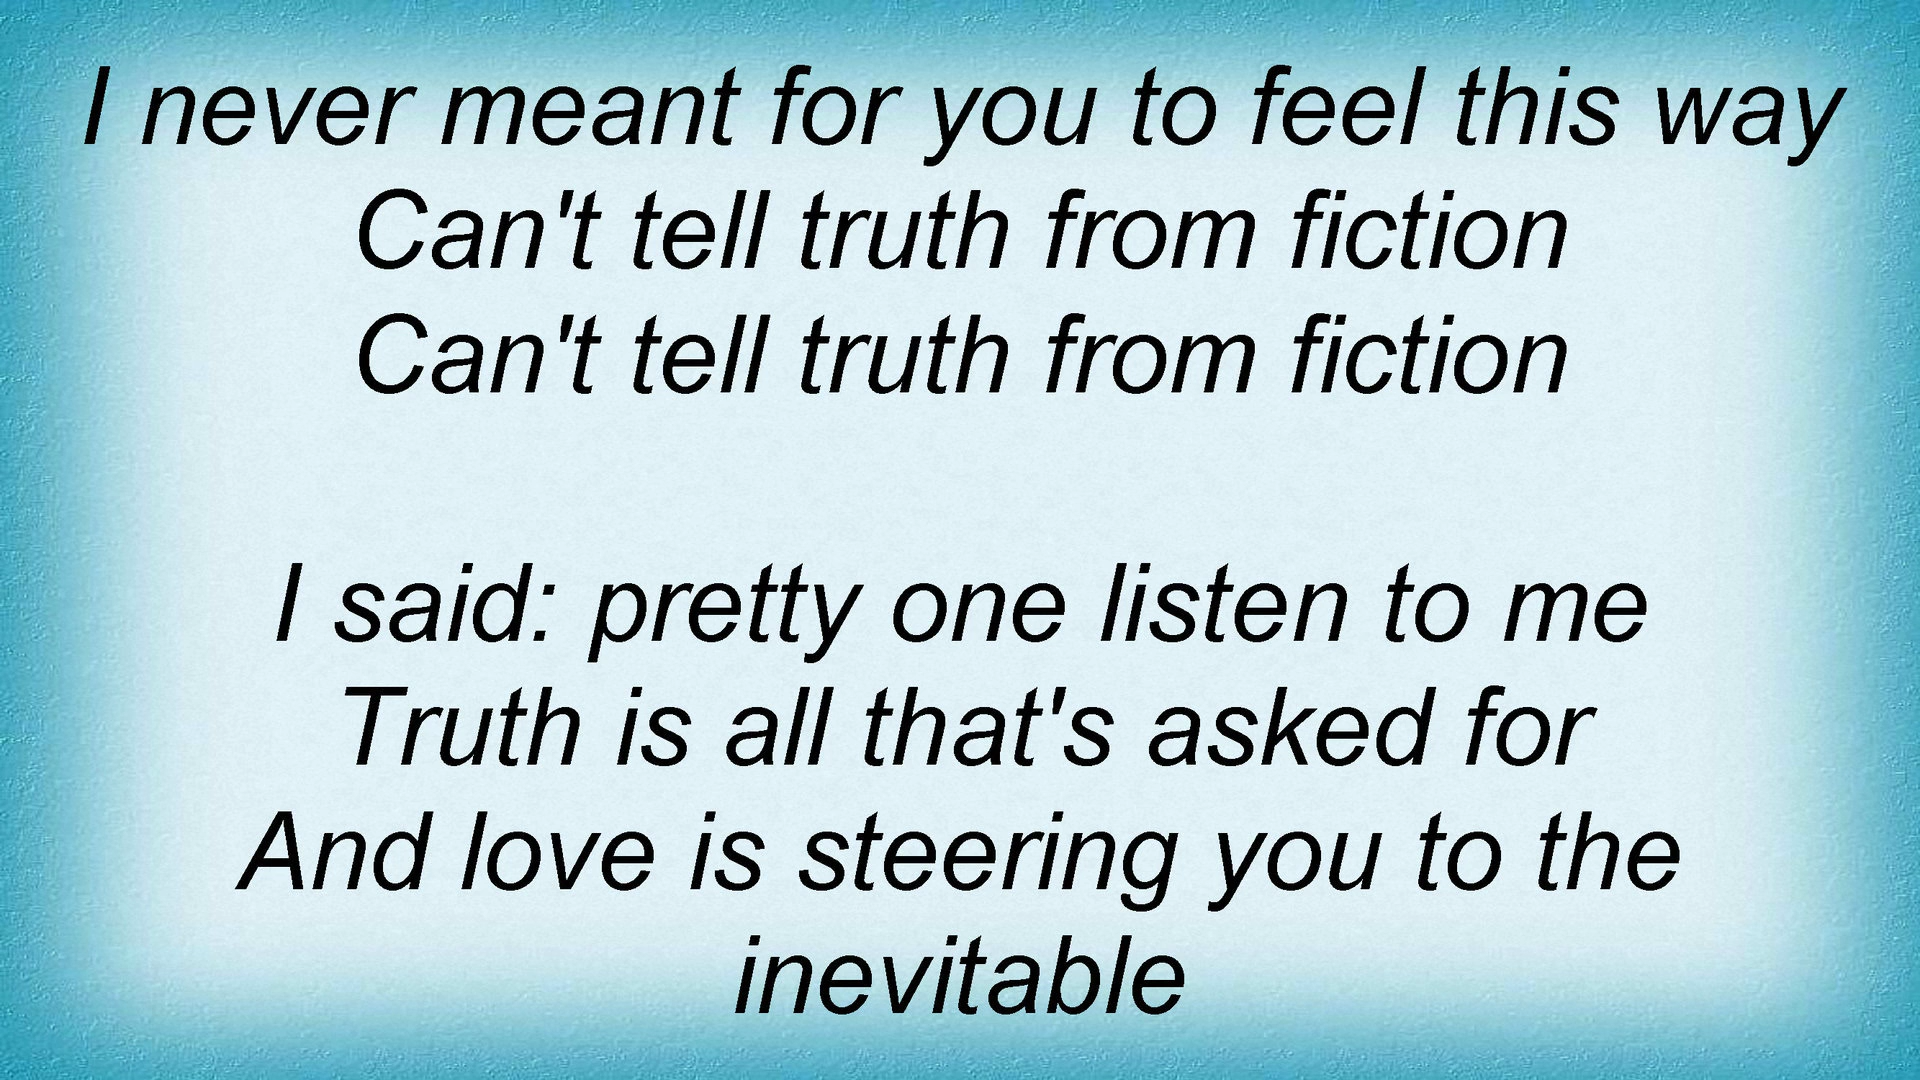 I never meant for you to feel this way
Can't tell truth from fiction
Can't tell truth from fiction
I said: pretty one listen to me
Truth is all that's asked for
And love is steering you to the
inevitable